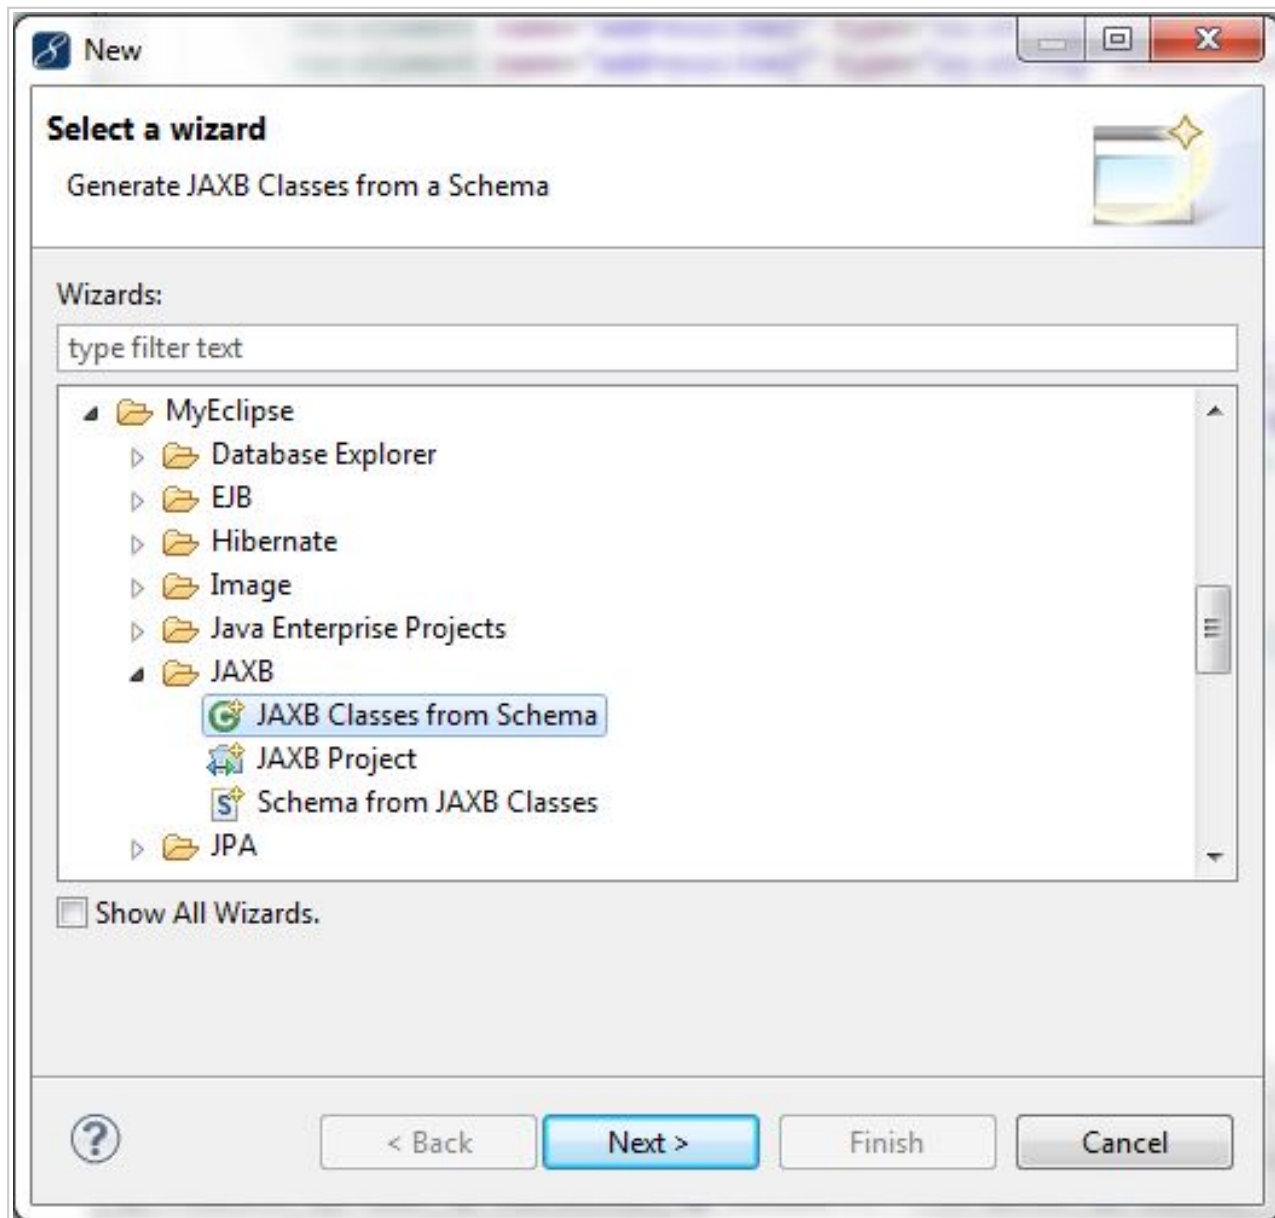 New
Select a wizard
Generate JAXB Classes from a Schema
Wizards:
type filter text
MyEclipse
Database Explorer
EJB
Hibernate
Image
Java Enterprise Projects
JAXB
JAXB Classes from Schema
JAXB Project
Schema from JAXB Classes
JPA
Show All Wizards.
< Back Next > Finish Cancel